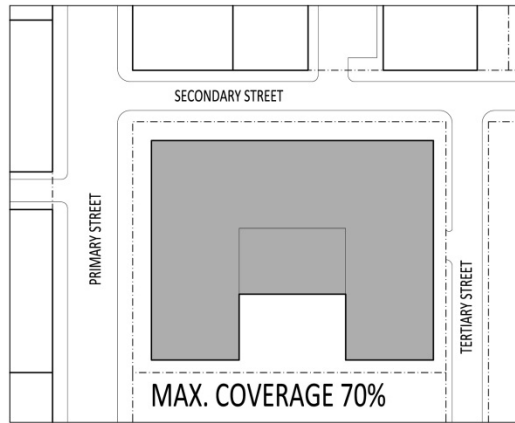 SECONDARY STREET
PRIMARY STREET
TERTIARY STREET
MAX. COVERAGE 70%